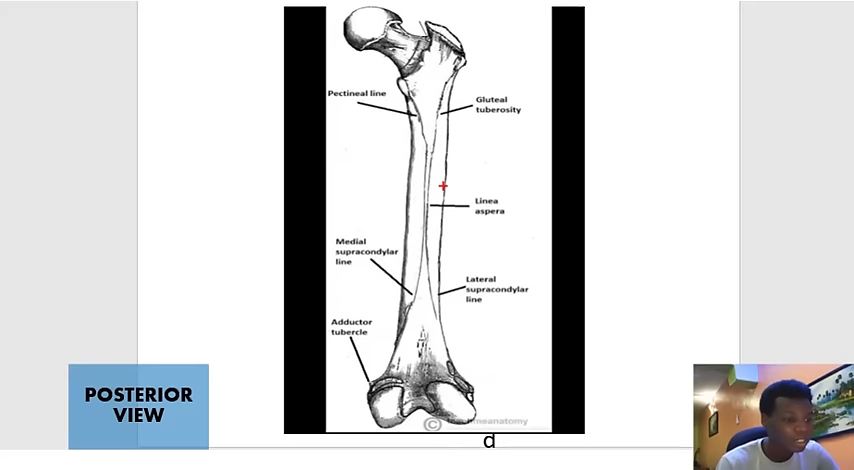 Pectineal line
Gluteal
tuberosity
Linea
aspera
Medial
supracondylar
line
Lateral
supracondylar
line
Adductor
tubercle
POSTERIOR
VIEW
d